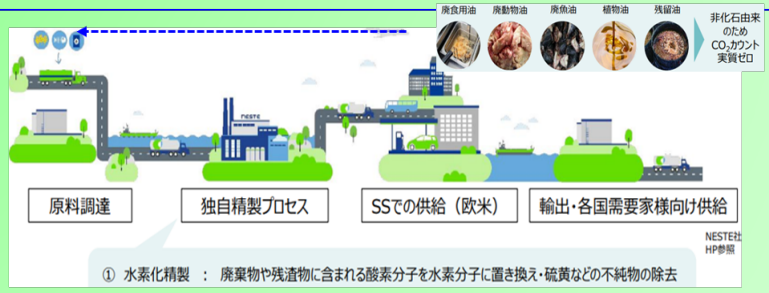 廃食用油 廃動物油 廃魚油 植物油 残留油
非化石由来
のため
CO₂カウント
実質ゼロ
NESTE
原料調達 独自精製プロセス SSでの供給（欧米） 輸出・各国需要家様向け供給
NESTE社
HP参照
① 水素化精製 ： 廃棄物や残渣物に含まれる酸素分子を水素分子に置き換え・硫黄などの不純物の除去